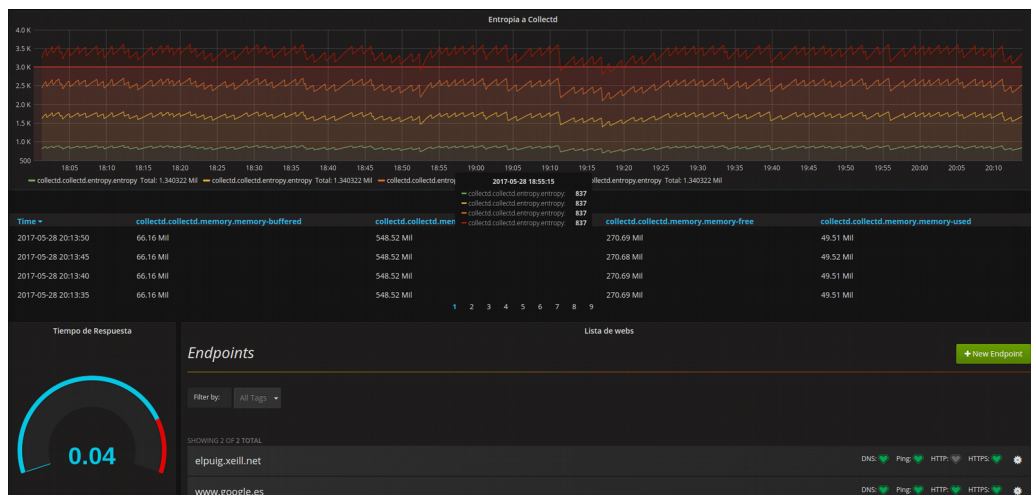 Entropia a Collectd
4.0 K
3.5 K
3.0 K
2.5 K
2.0 K
1.5 K
1.0 K
500
18:05 18:10 18:15 18:20 18:25 18:30 18:35 18:40 18:45 18:50 18:55 19:00 19:05 19:10 19:15 19:20 19:25 19:30 19:35 19:40 19:45 19:50 19:55 20:00 20:05 20:10
collectd.collectd.entropy.entropy Total: 1.340322 Mil collectd.collectd.entropy.entropy Total: 1.340322 Mil collectd.collectd.entrop llectd.collectd.entropy.entropy Total: 1.340322 Mil
2017-05-28 18:55:15
collectd.collectd.entropy.entropy: 837
collectd.collectd.entropy.entropy: 837
collectd.collectd.entropy.entropy: 837
collectd.collectd.entropy.entropy: 837
Time collectd.collectd.memory.memory-buffered collectd.collectd.mem collectd.collectd.memory.memory-free collectd.collectd.memory.memory-used
2017-05-28 20:13:50 66.16 Mil 548.52 Mil 270.69 Mil 49.51 Mil
2017-05-28 20:13:45 66.16 Mil 548.52 Mil 270.68 Mil 49.52 Mil
2017-05-28 20:13:40 66.16 Mil 548.52 Mil 270.69 Mil 49.51 Mil
2017-05-28 20:13:35 66.16 Mil 548.52 Mil 270.69 Mil 49.51 Mil
1 2 3 4 5 6 7 8 9
Tiempo de Respuesta
0.04
Lista de webs
Endpoints
+ New Endpoint
Filter by: All Tags
SHOWING 2 OF 2 TOTAL
elpuig.xeill.net DNS: Ping: HTTP: HTTPS:
www.google.es DNS: Ping: HTTP: HTTPS: